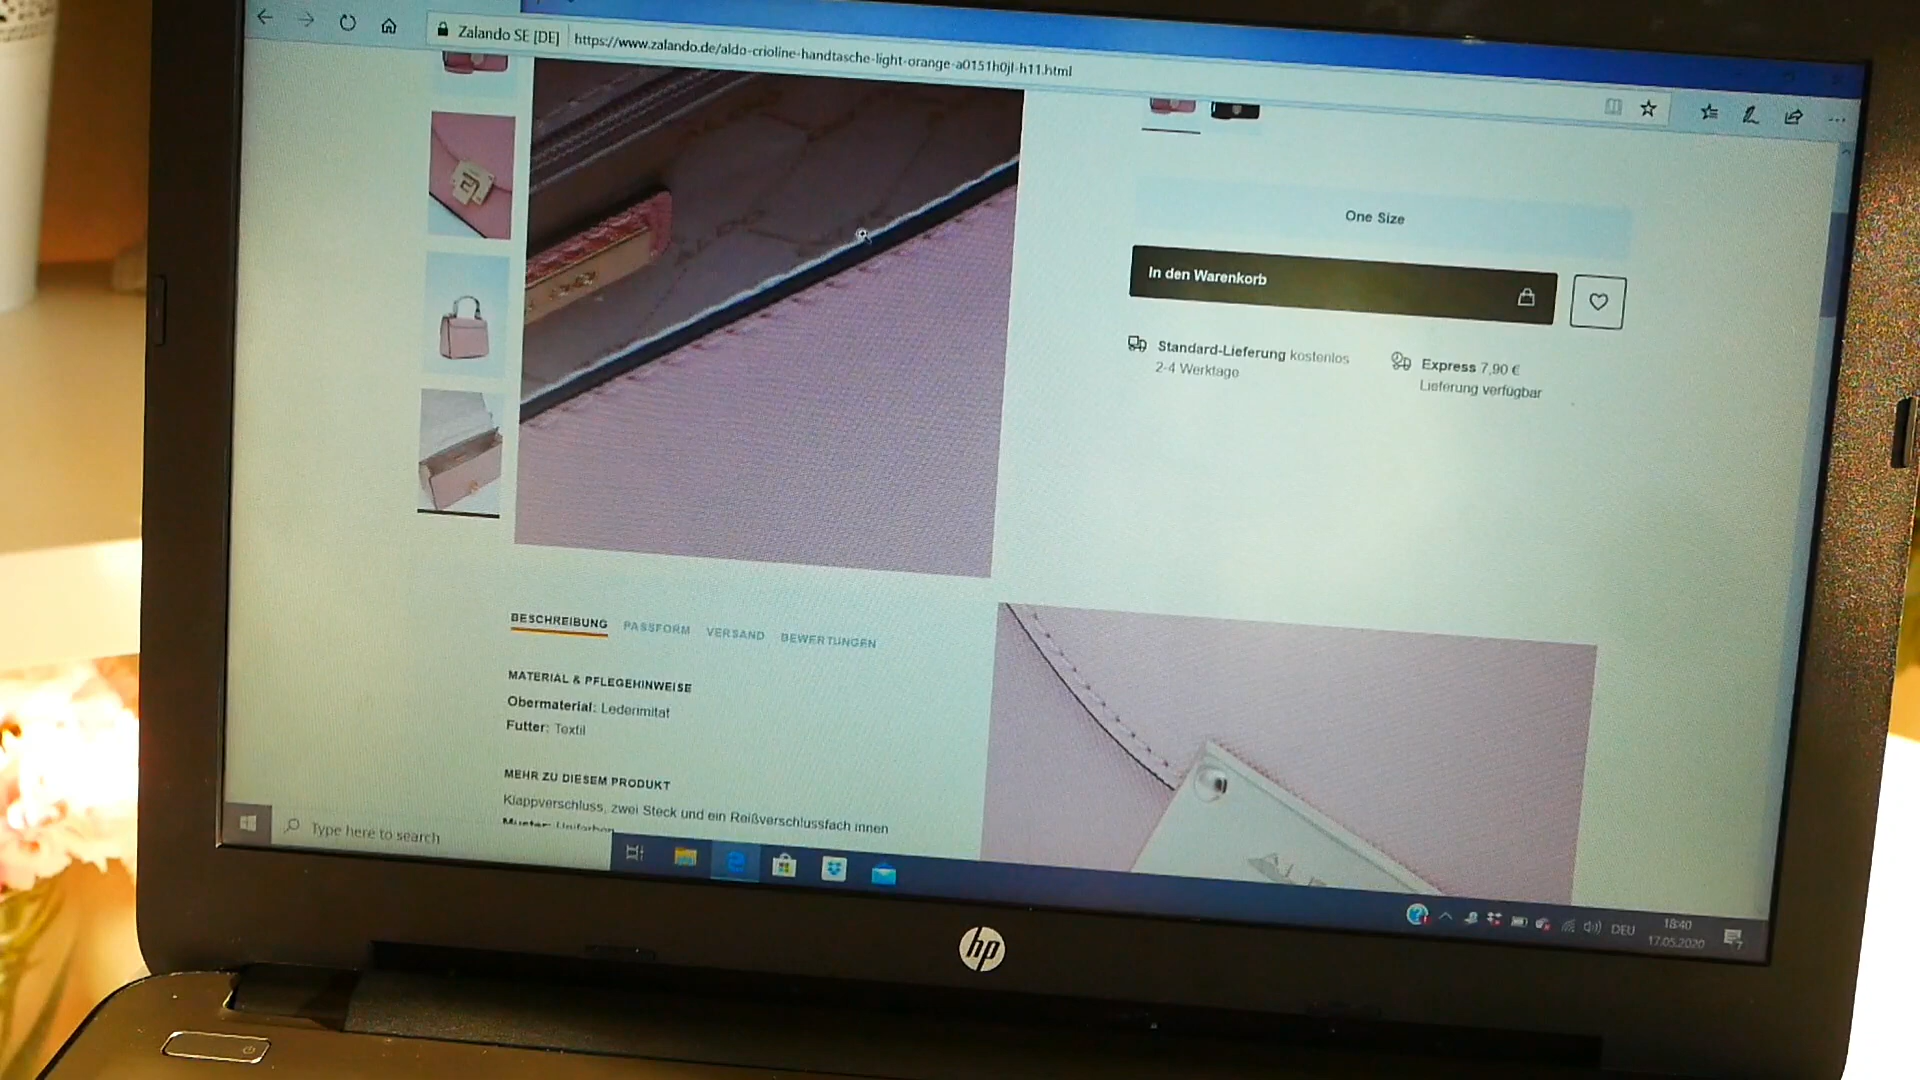 Zalando SE [DE]
https://www.zalando.de/aldo-crioline-handtasche-light-orange-a0151h0jl-h11.html
One Size
In den Warenkorb
Standard-Lieferung kostenlos
2-4 Werktage
Express 7,90 €
Lieferung verfügbar
BESCHREIBUNG PASSFORM VERSAND BEWERTUNGEN
MATERIAL & PFLEGEHINWEISE
Obermaterial: Lederimitat
Futter: Textil
MEHR ZU DIESEM PRODUKT
Klappverschluss, zwei Steck und ein Reißverschlussfach innen
Muster: Unifarben
Type here to search
DEU
18:40
17.05.2020
hp